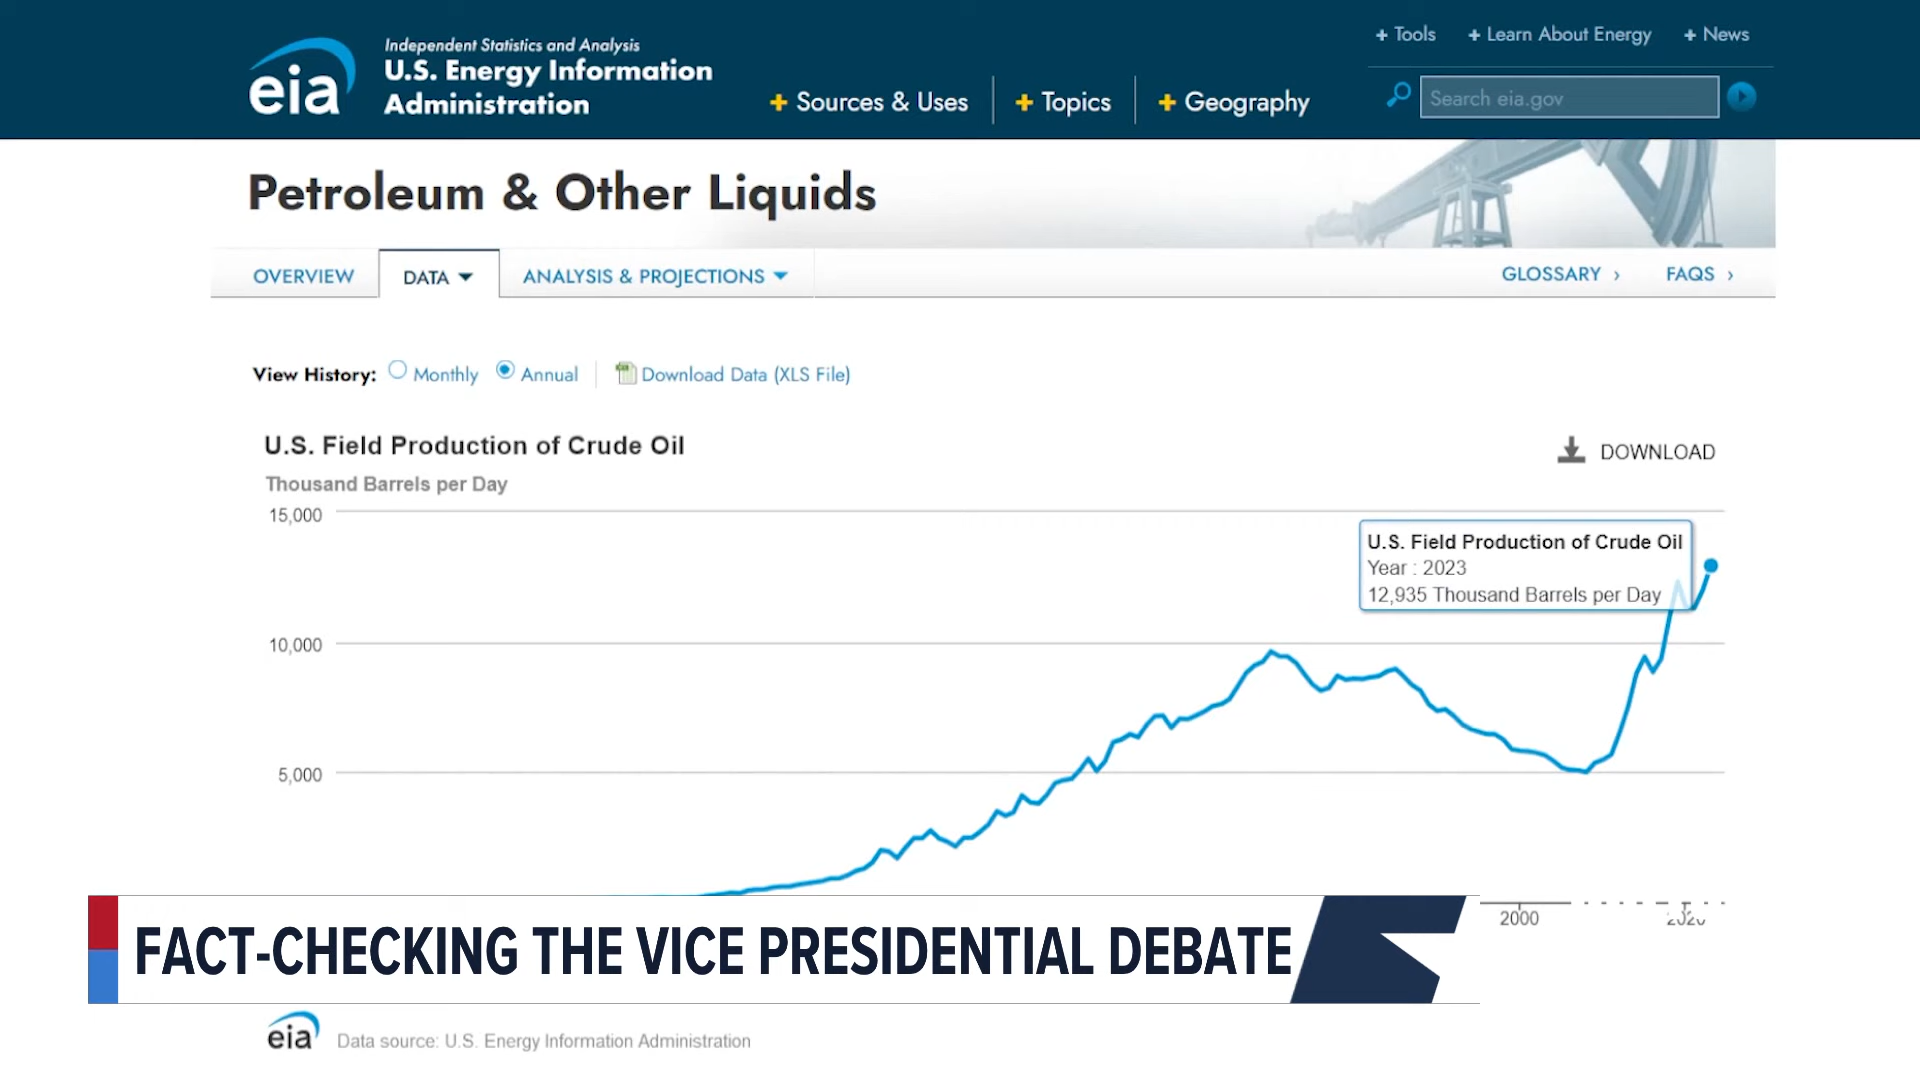 + Tools + Learn About Energy + News
eia
Independent Statistics and Analysis
U.S. Energy Information
Administration
+ Sources & Uses + Topics + Geography
Search eia.gov
Petroleum & Other Liquids
OVERVIEW DATA ANALYSIS & PROJECTIONS GLOSSARY › FAQS ›
View History: Monthly Annual Download Data (XLS File)
U.S. Field Production of Crude Oil
DOWNLOAD
Thousand Barrels per Day
15,000
U.S. Field Production of Crude Oil
Year : 2023
12,935 Thousand Barrels per Day
10,000
5,000
2000
FACT-CHECKING THE VICE PRESIDENTIAL DEBATE
eia Data source: U.S. Energy Information Administration